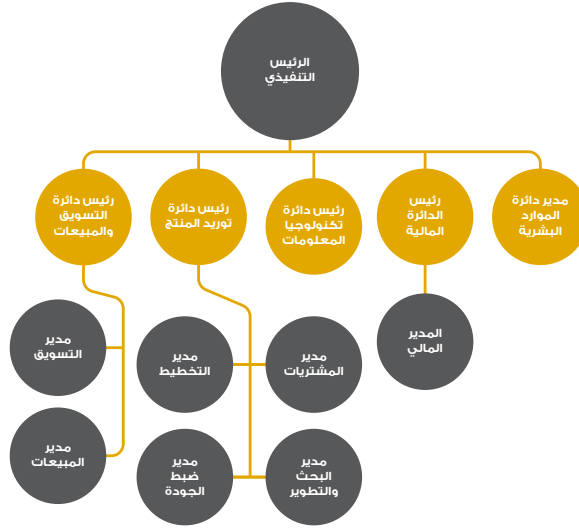 الرئيس
التنفيذي
مدير دائرة
الموارد
البشرية
رئيس
الدائرة
المالية
رئيس دائرة
تكنولوجيا
المعلومات
رئيس دائرة
توريد المنتج
رئيس دائرة
التسويق
والمبيعات
المدير
المالي
مدير
المشتريات
مدير
التخطيط
مدير
التسويق
مدير
البحث
والتطوير
مدير
ضبط
الجودة
مدير
المبيعات